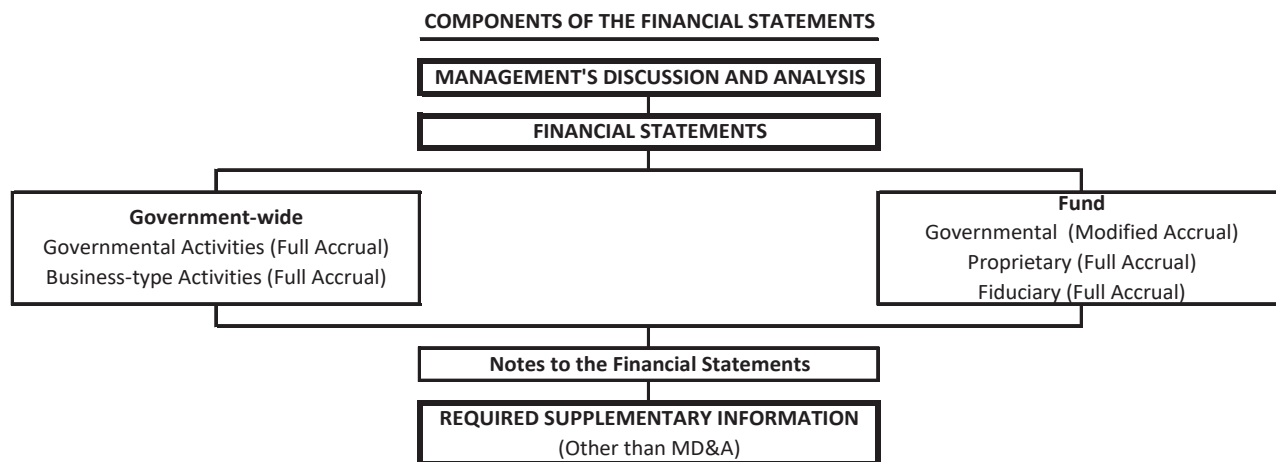 COMPONENTS OF THE FINANCIAL STATEMENTS
MANAGEMENT'S DISCUSSION AND ANALYSIS
FINANCIAL STATEMENTS
Government-wide
Governmental Activities (Full Accrual)
Business-type Activities (Full Accrual)
Fund
Governmental (Modified Accrual)
Proprietary (Full Accrual)
Fiduciary (Full Accrual)
Notes to the Financial Statements
REQUIRED SUPPLEMENTARY INFORMATION
(Other than MD&A)